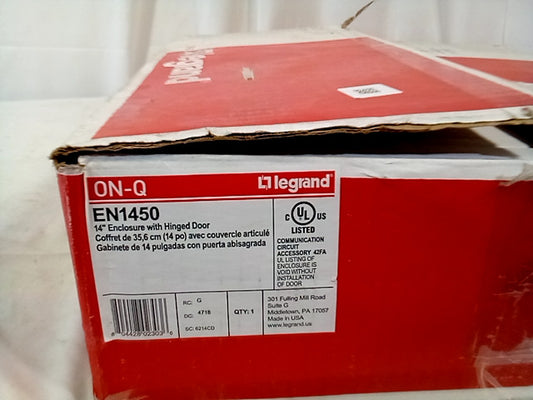 legrand
ON-Q
legrand
EN1450
14" Enclosure with Hinged Door
Coffret de 35,6 cm (14 po) avec couvercle articulé
Gabinete de 14 pulgadas con puerta abisagrada
C UL US
LISTED
COMMUNICATION
CIRCUIT
ACCESSORY 42FA
UL LISTING OF
ENCLOSURE IS
VOID WITHOUT
INSTALLATION
OF DOOR
RC: G
DC: 4718
SC: 6214CD
QTY: 1
301 Fulling Mill Road
Suite G
Middletown, PA 17057
Made in USA
www.legrand.us